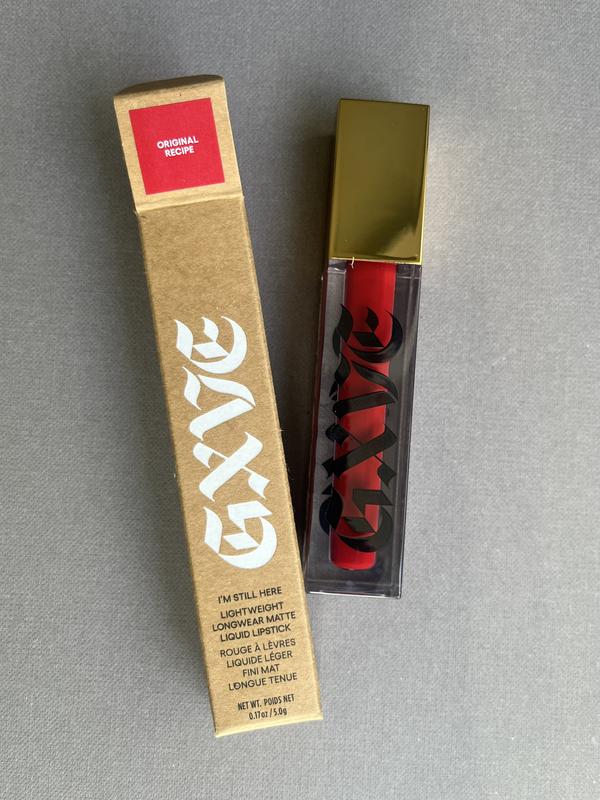 ORIGINAL
RECIPE
GXVE
I'M STILL HERE
LIGHTWEIGHT
LONGWEAR MATTE
LIQUID LIPSTICK
ROUGE À LÈVRES
LIQUIDE LÉGER
FINI MAT
LONGUE TENUE
NET WT. POIDS NET
0.17oz / 5.0g
GXVE